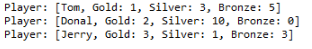 Player: [Tom, Gold: 1, Silver: 3, Bronze: 5]
Player: [Donal, Gold: 2, Silver: 10, Bronze: 0]
Player: [Jerry, Gold: 3, Silver: 1, Bronze: 3]